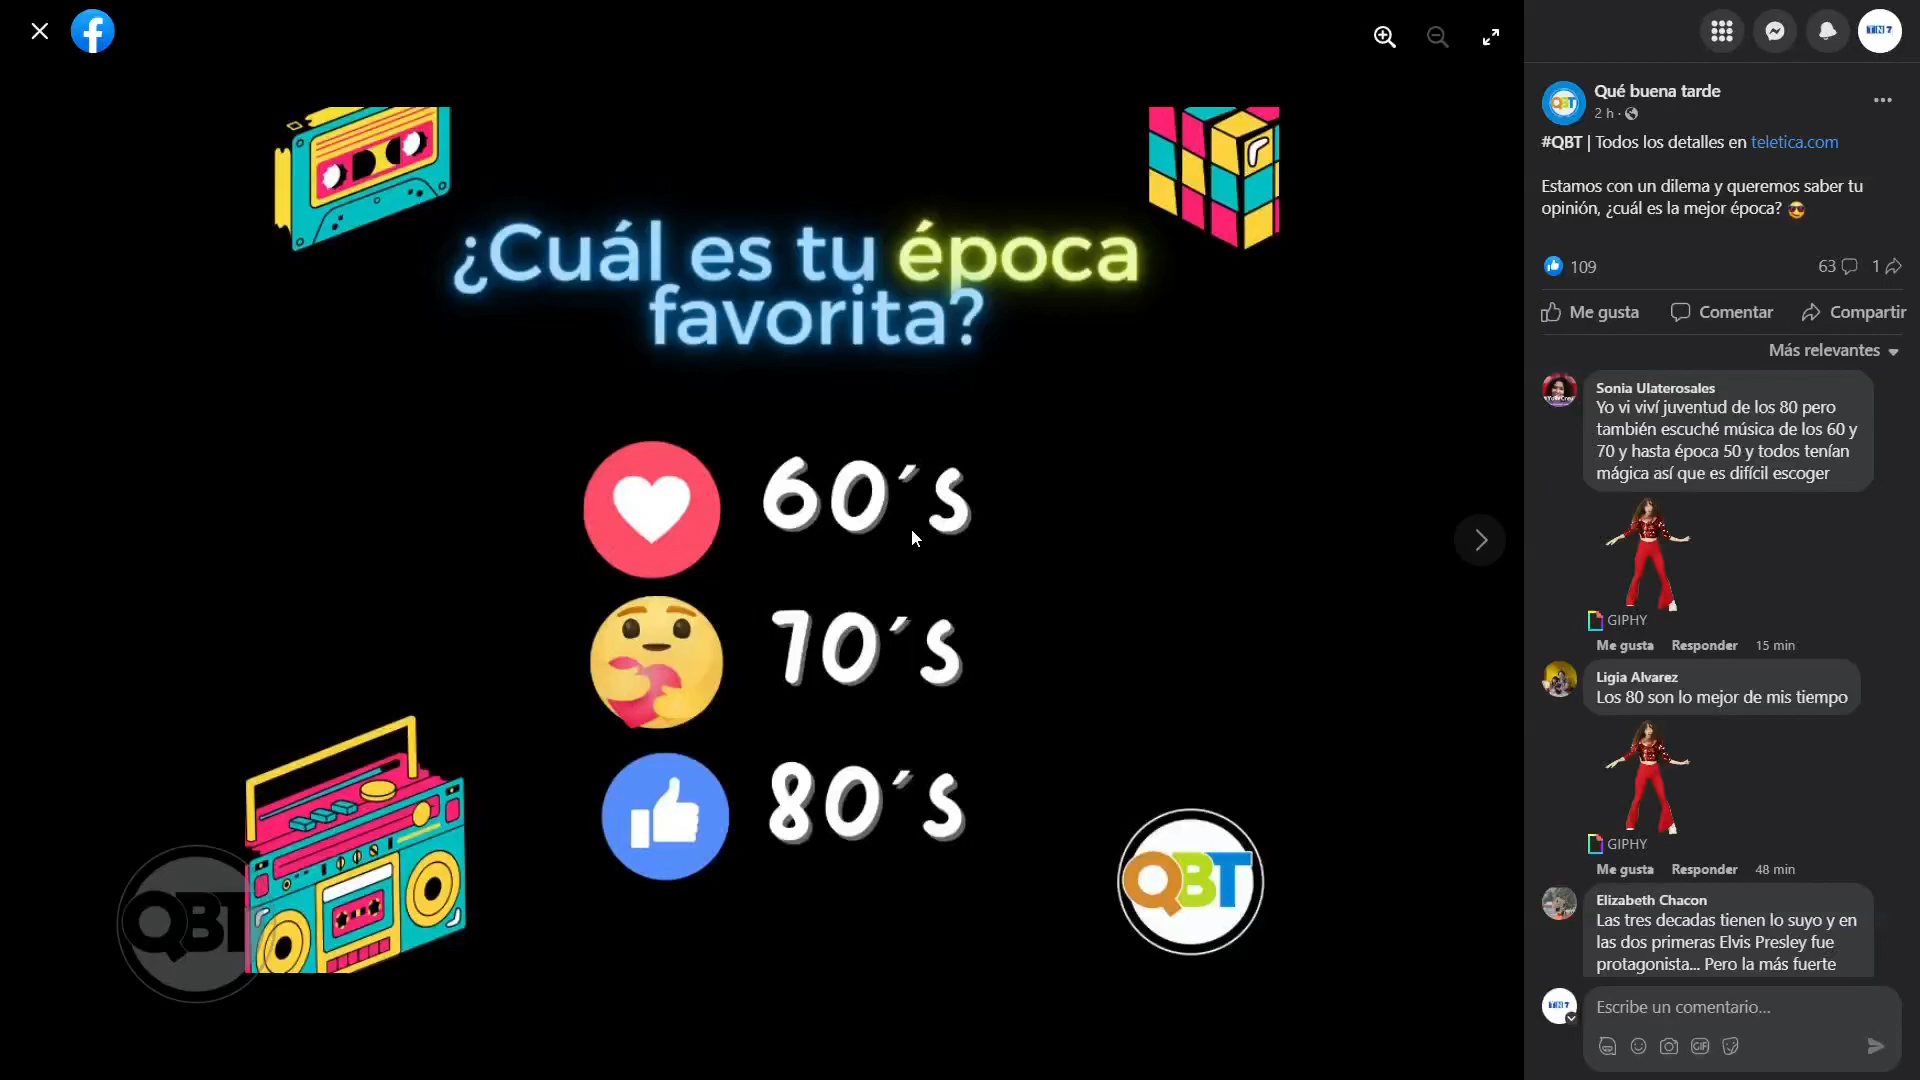 ¿Cuál es tu época
favorita?
60´s
70´s
80´s
QBT
QBT
TN7
QBT
Qué buena tarde
2 h ·
#QBT | Todos los detalles en teletica.com
Estamos con un dilema y queremos saber tu
opinión, ¿cuál es la mejor época? 😎
109
63
1
Me gusta
Comentar
Compartir
Más relevantes
Sonia Ulaterosales
Yo vi viví juventud de los 80 pero
también escuché música de los 60 y
70 y hasta época 50 y todos tenían
mágica así que es difícil escoger
GIPHY
Me gusta Responder 15 min
Ligia Alvarez
Los 80 son lo mejor de mis tiempo
GIPHY
Me gusta Responder 48 min
Elizabeth Chacon
Las tres decadas tienen lo suyo y en
las dos primeras Elvis Presley fue
protagonista... Pero la más fuerte
TN7
Escribe un comentario...
GIF